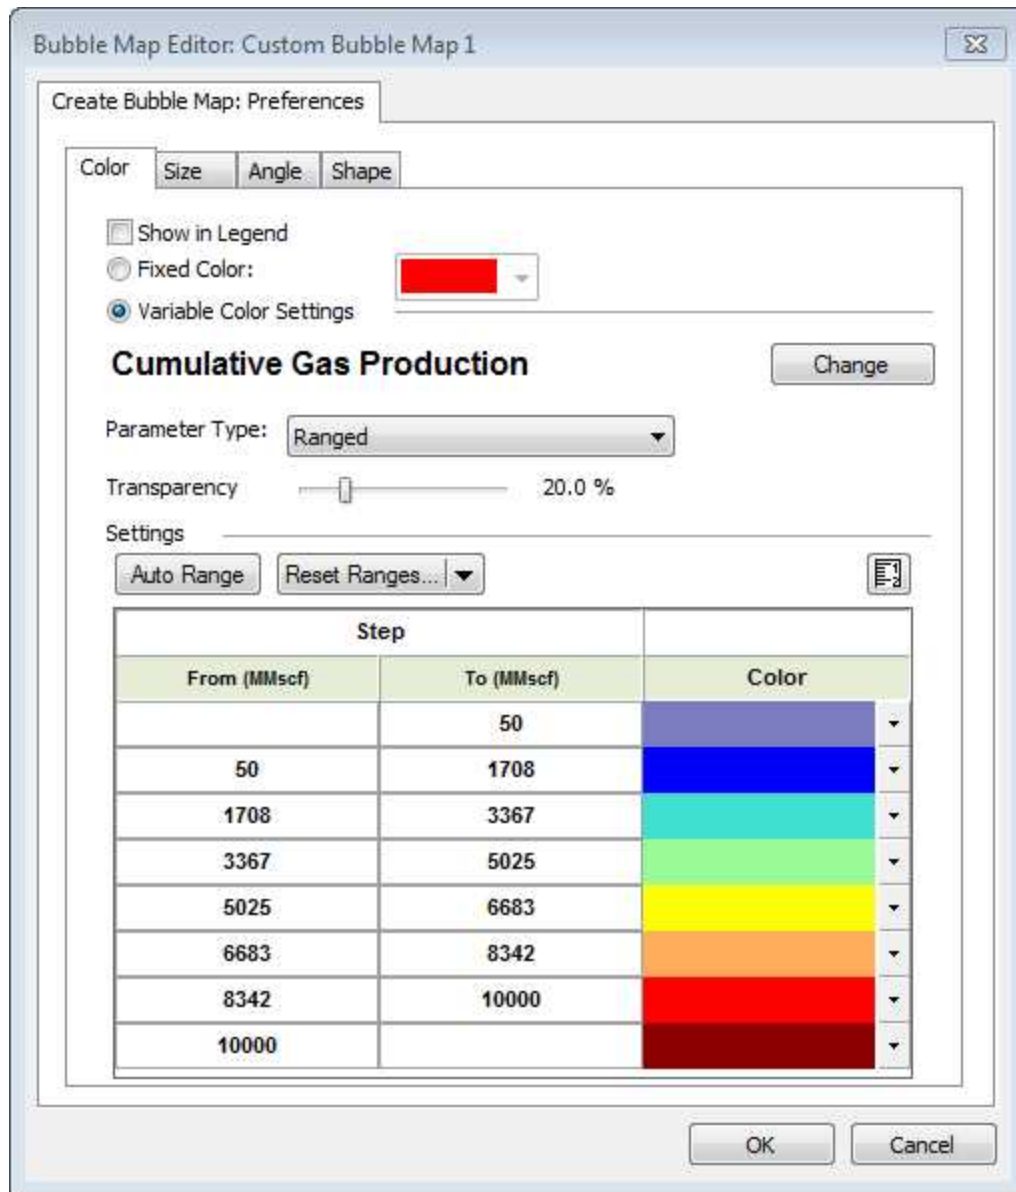 Bubble Map Editor: Custom Bubble Map 1
Create Bubble Map: Preferences
Color Size Angle Shape
Show in Legend
Fixed Color:
Variable Color Settings
Cumulative Gas Production Change
Parameter Type: Ranged
Transparency 20.0 %
Settings
Auto Range Reset Ranges...
Step
From (MMscf) To (MMscf) Color
50
50 1708
1708 3367
3367 5025
5025 6683
6683 8342
8342 10000
10000
OK Cancel